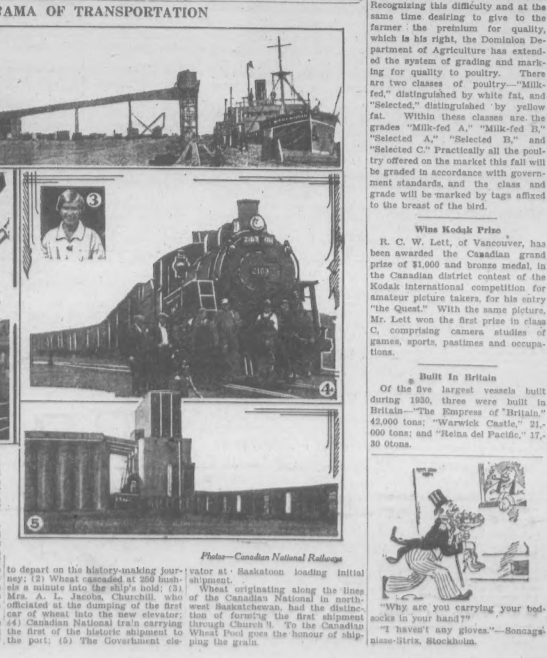 RAMA OF TRANSPORTATION
3
2163
4
5
Photos—Canadian National Railways
to depart on the history-making jour-
ney; (2) Wheat cascaded at 250 bush-
els a minute into the ship's hold; (3)
Mrs. A. L. Jacobs, Churchill, who
officiated at the dumping of the first
car of wheat into the new elevator;
(4) Canadian National train carrying
the first of the historic shipment to
the port; (5) The Government ele-
vator at Saskatoon loading initial
shipment.
Wheat originating along the lines
of the Canadian National in north-
west Saskatchewan, had the distinc-
tion of forming the first shipment
through Church ll. To the Canadian
Wheat Pool goes the honour of ship-
ping the grain.
Recognizing this difficulty and at the
same time desiring to give to the
farmer the premium for quality,
which is his right, the Dominion De-
partment of Agriculture has extend-
ed the system of grading and mark-
ing for quality to poultry. There
are two classes of poultry—"Milk-
fed," distinguished by white fat, and
"Selected," distinguished by yellow
fat. Within these classes are the
grades "Milk-fed A," "Milk-fed B,"
"Selected A," "Selected B," and
"Selected C." Practically all the poul-
try offered on the market this fall will
be graded in accordance with govern-
ment standards, and the class and
grade will be marked by tags affixed
to the breast of the bird.
Wins Kodak Prize
R. C. W. Lett, of Vancouver, has
been awarded the Canadian grand
prize of $1,000 and bronze medal, in
the Canadian district contest of the
Kodak international competition for
amateur picture takers, for his entry
"the Quest." With the same picture,
Mr. Lett won the first prize in class
C, comprising camera studies of
games, sports, pastimes and occupa-
tions.
Built In Britain
Of the five largest vessels built
during 1930, three were built in
Britain—"The Empress of Britain,"
42,000 tons; "Warwick Castle," 21,-
000 tons; and "Reina del Pacific," 17,-
30 0tons.
"Why are you carrying your bed-
socks in your hand?"
"I haven't any gloves."—Sondags-
nisse-Strix, Stockholm.